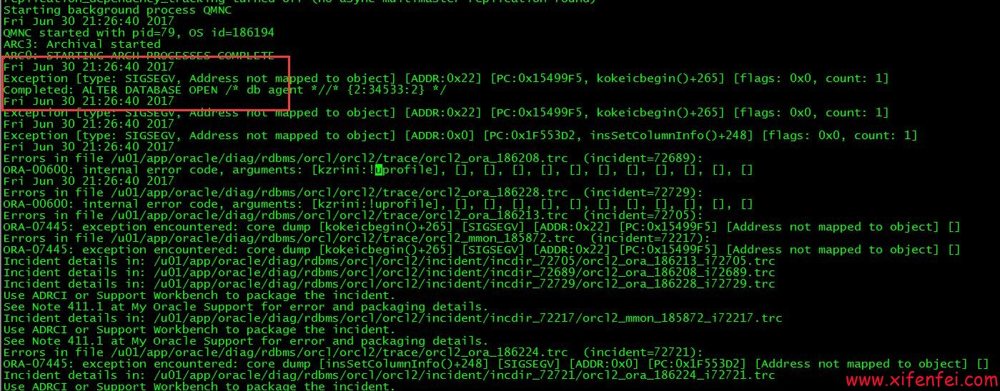 replication_dependency_tracking turned off (no async multimaster replication found)
Starting background process QMNC
Fri Jun 30 21:26:40 2017
QMNC started with pid=79, OS id=186194
ARC3: Archival started
ARC0: STARTING ARCH PROCESSES COMPLETE
Fri Jun 30 21:26:40 2017
Exception [type: SIGSEGV, Address not mapped to object] [ADDR:0x22] [PC:0x15499F5, kokeicbegin()+265] [flags: 0x0, count: 1]
Completed: ALTER DATABASE OPEN /* db agent *//* {2:34533:2} */
Fri Jun 30 21:26:40 2017
Exception [type: SIGSEGV, Address not mapped to object] [ADDR:0x22] [PC:0x15499F5, kokeicbegin()+265] [flags: 0x0, count: 1]
Fri Jun 30 21:26:40 2017
Exception [type: SIGSEGV, Address not mapped to object] [ADDR:0x0] [PC:0x1F553D2, insSetColumnInfo()+248] [flags: 0x0, count: 1]
Fri Jun 30 21:26:40 2017
Errors in file /u01/app/oracle/diag/rdbms/orcl/orcl2/trace/orcl2_ora_186208.trc  (incident=72689):
ORA-00600: internal error code, arguments: [kzrini:!uprofile], [], [], [], [], [], [], [], [], [], [], []
Fri Jun 30 21:26:40 2017
Errors in file /u01/app/oracle/diag/rdbms/orcl/orcl2/trace/orcl2_ora_186228.trc  (incident=72729):
ORA-00600: internal error code, arguments: [kzrini:!uprofile], [], [], [], [], [], [], [], [], [], [], []
Errors in file /u01/app/oracle/diag/rdbms/orcl/orcl2/trace/orcl2_ora_186213.trc  (incident=72705):
ORA-07445: exception encountered: core dump [kokeicbegin()+265] [SIGSEGV] [ADDR:0x22] [PC:0x15499F5] [Address not mapped to object] []
Errors in file /u01/app/oracle/diag/rdbms/orcl/orcl2/trace/orcl2_mmon_185872.trc  (incident=72217):
ORA-07445: exception encountered: core dump [kokeicbegin()+265] [SIGSEGV] [ADDR:0x22] [PC:0x15499F5] [Address not mapped to object] []
Incident details in: /u01/app/oracle/diag/rdbms/orcl/orcl2/incident/incdir_72705/orcl2_ora_186213_i72705.trc
Incident details in: /u01/app/oracle/diag/rdbms/orcl/orcl2/incident/incdir_72689/orcl2_ora_186208_i72689.trc
Incident details in: /u01/app/oracle/diag/rdbms/orcl/orcl2/incident/incdir_72729/orcl2_ora_186228_i72729.trc
Use ADRCI or Support Workbench to package the incident.
See Note 411.1 at My Oracle Support for error and packaging details.
Incident details in: /u01/app/oracle/diag/rdbms/orcl/orcl2/incident/incdir_72217/orcl2_mmon_185872_i72217.trc
Use ADRCI or Support Workbench to package the incident.
See Note 411.1 at My Oracle Support for error and packaging details.
Errors in file /u01/app/oracle/diag/rdbms/orcl/orcl2/trace/orcl2_ora_186224.trc  (incident=72721):
ORA-07445: exception encountered: core dump [insSetColumnInfo()+248] [SIGSEGV] [ADDR:0x0] [PC:0x1F553D2] [Address not mapped to object] []
Incident details in: /u01/app/oracle/diag/rdbms/orcl/orcl2/incident/incdir_72721/orcl2_ora_186224_i72721.trc
Use ADRCI or Support Workbench to package the incident.
www.xifenfei.com